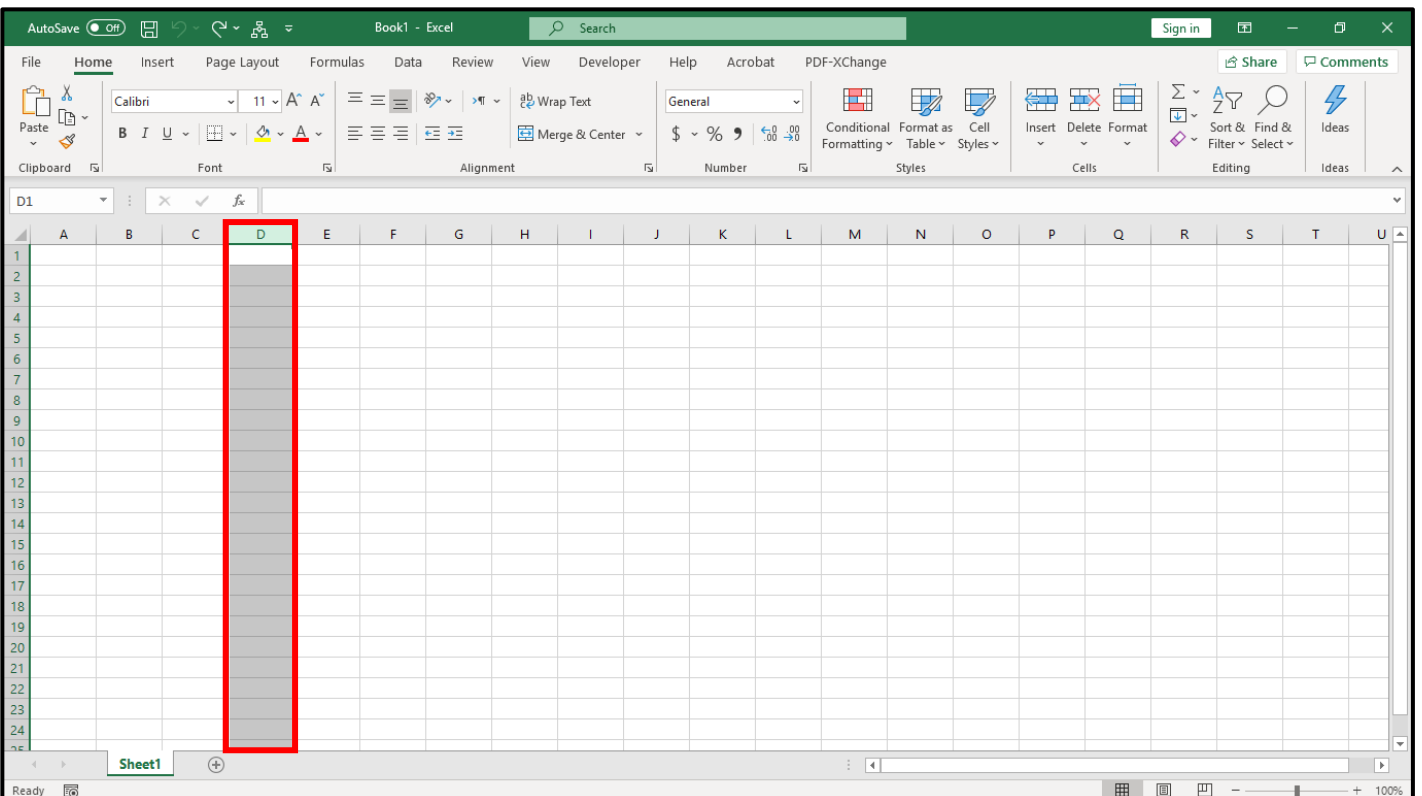 AutoSave Off Book1 - Excel Search Sign in
File Home Insert Page Layout Formulas Data Review View Developer Help Acrobat PDF-XChange Share Comments
Calibri 11 A A ab Wrap Text General Σ A Z
Paste B I U A Merge & Center $ % 9 .00 .0 Conditional Formatting Format as Table Cell Styles Insert Delete Format Sort & Filter Find & Select Ideas
Clipboard Font Alignment Number Styles Cells Editing Ideas
D1 fx
A B C D E F G H I J K L M N O P Q R S T U
1
2
3
4
5
6
7
8
9
10
11
12
13
14
15
16
17
18
19
20
21
22
23
24
25
Sheet1
Ready 100%